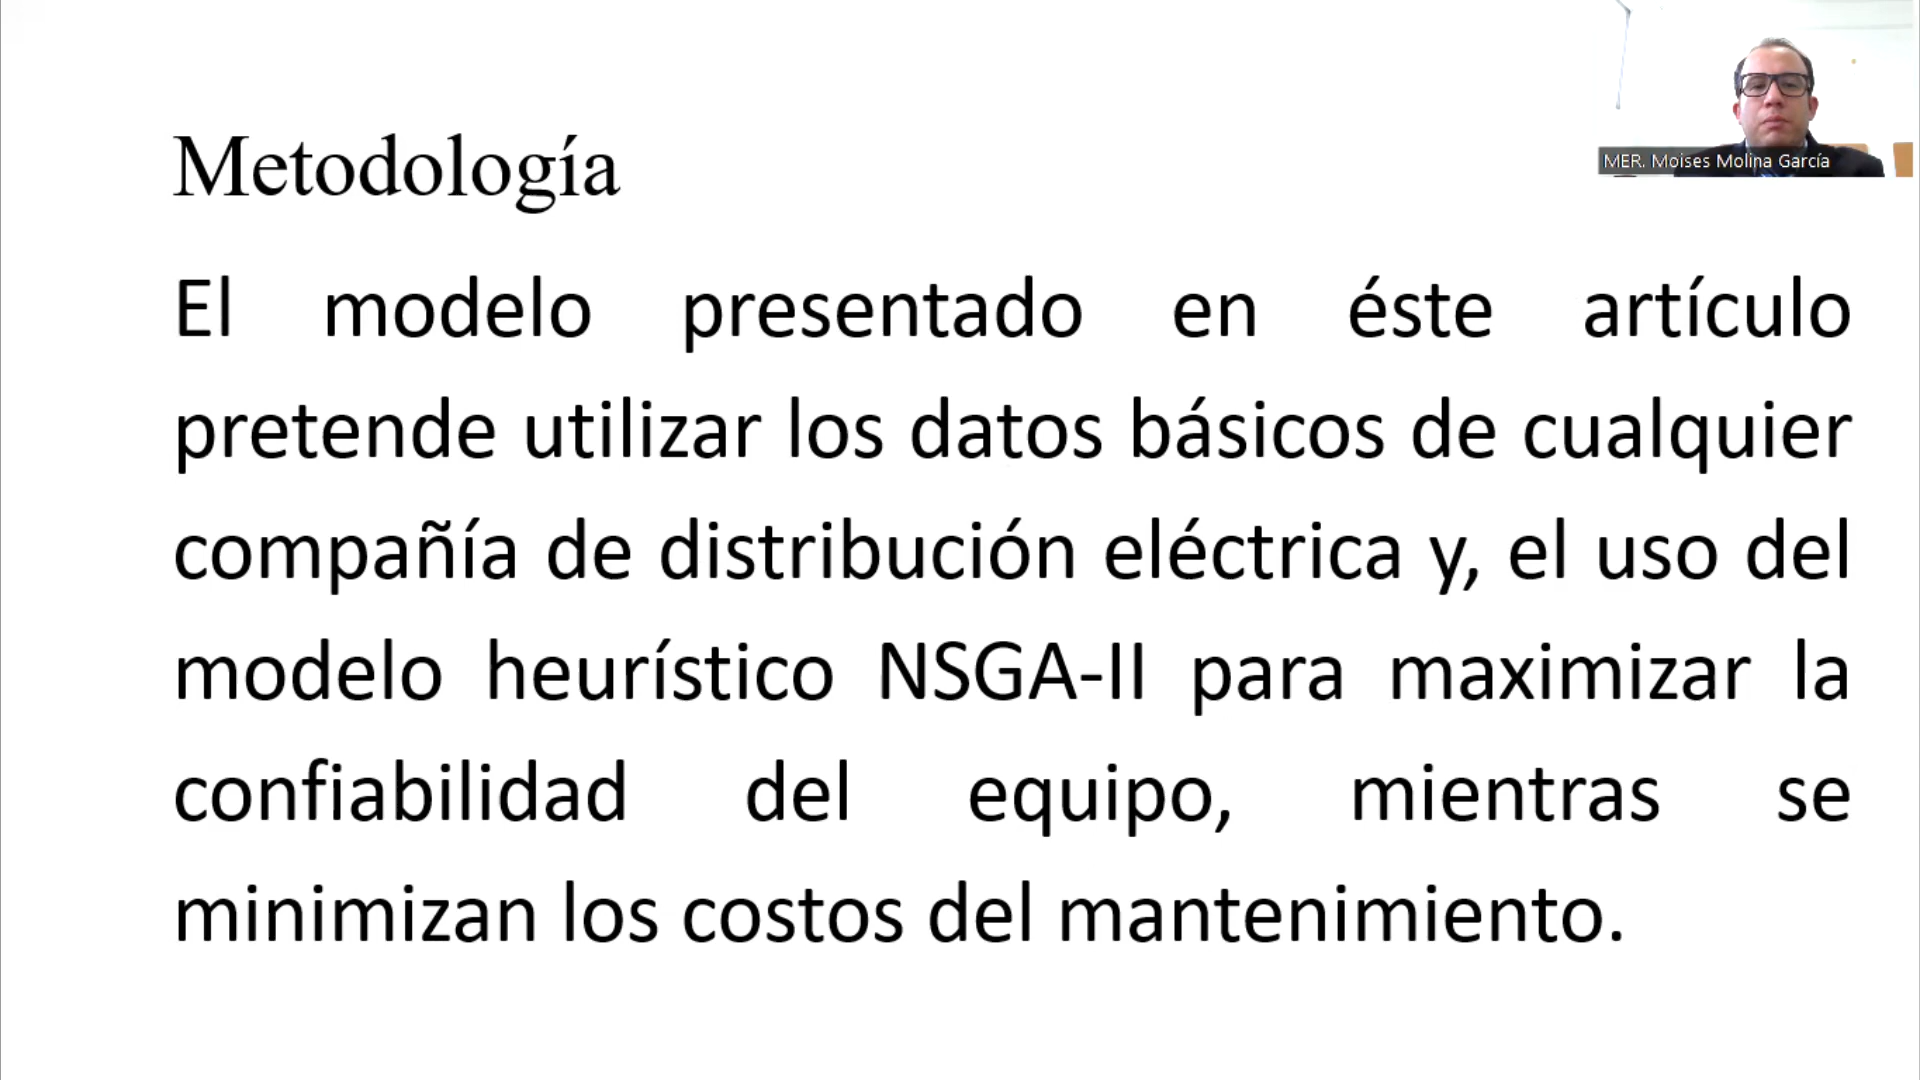 MER. Moises Molina García
Metodología
El modelo presentado en éste artículo
pretende utilizar los datos básicos de cualquier
compañía de distribución eléctrica y, el uso del
modelo heurístico NSGA-II para maximizar la
confiabilidad del equipo, mientras se
minimizan los costos del mantenimiento.